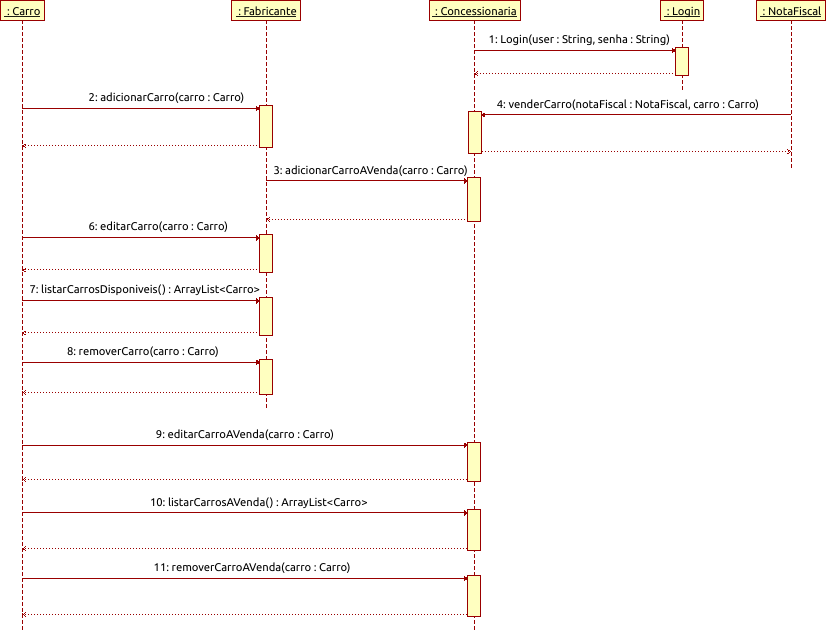 : Carro
: Fabricante
: Concessionaria
: Login
: NotaFiscal
1: Login(user : String, senha : String)
2: adicionarCarro(carro : Carro)
4: venderCarro(notaFiscal : NotaFiscal, carro : Carro)
3: adicionarCarroAVenda(carro : Carro)
6: editarCarro(carro : Carro)
7: listarCarrosDisponiveis() : ArrayList<Carro>
8: removerCarro(carro : Carro)
9: editarCarroAVenda(carro : Carro)
10: listarCarrosAVenda() : ArrayList<Carro>
11: removerCarroAVenda(carro : Carro)